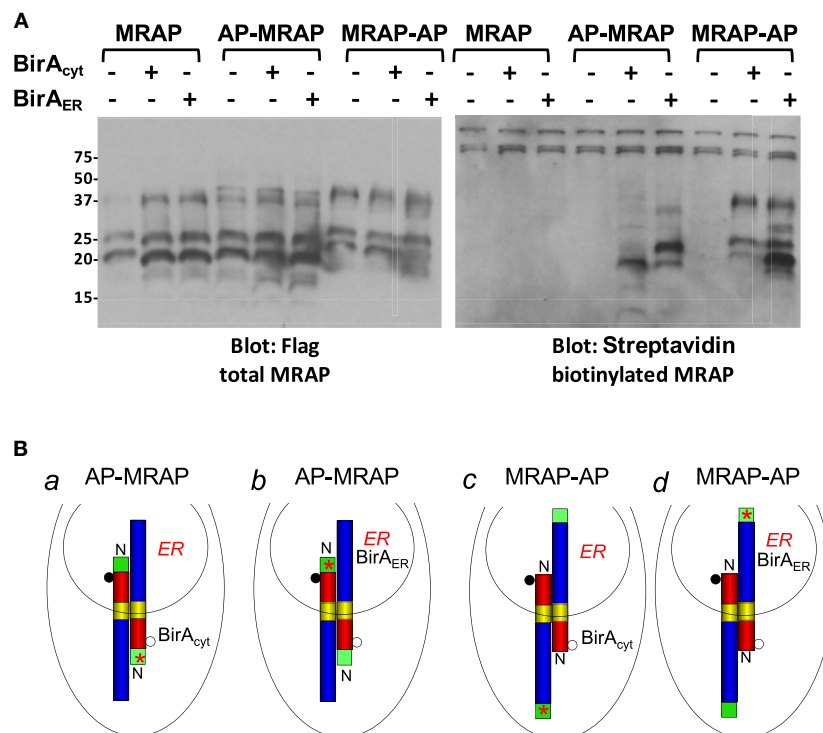 A
MRAP AP-MRAP MRAP-AP MRAP AP-MRAP MRAP-AP
BirAcyt - + - - + - - + - - + - - + - - + -
BirAER - - + - - + - - + - - + - - + - - +
75-
50-
37-
25-
20-
15-
Blot: Flag
total MRAP
Blot: Streptavidin
biotinylated MRAP
B
a AP-MRAP b AP-MRAP c MRAP-AP d MRAP-AP
N ER N ER BirAER N ER N * ER BirAER
* N BirAcyt N * N BirAcyt N